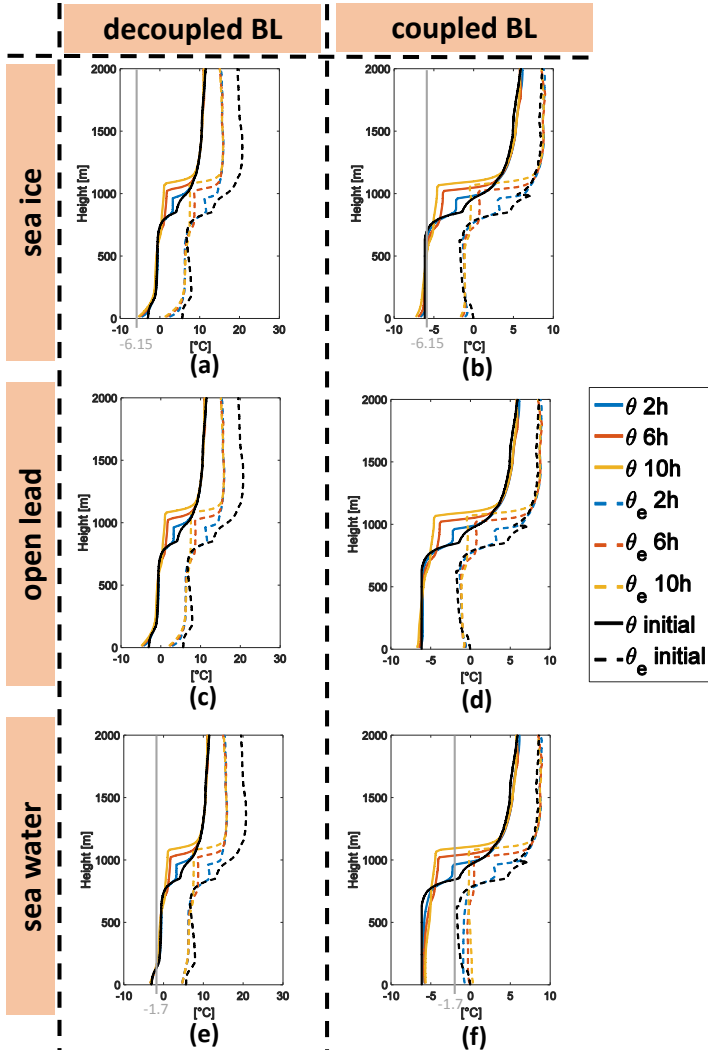 decoupled BL
coupled BL
sea ice
2000
1500
1000
500
0
Height [m]
-10 0 10 20 30
-6.15
[°C]
(a)
2000
1500
1000
500
0
Height [m]
-10 -5 0 5 10
-6.15
[°C]
(b)
open lead
2000
1500
1000
500
0
Height [m]
-10 0 10 20 30
[°C]
(c)
2000
1500
1000
500
0
Height [m]
-10 -5 0 5 10
[°C]
(d)
θ 2h
θ 6h
θ 10h
θe 2h
θe 6h
θe 10h
θ initial
θe initial
sea water
2000
1500
1000
500
0
Height [m]
-10 0 10 20 30
-1.7
[°C]
(e)
2000
1500
1000
500
0
Height [m]
-10 -5 0 5 10
-1.7
[°C]
(f)